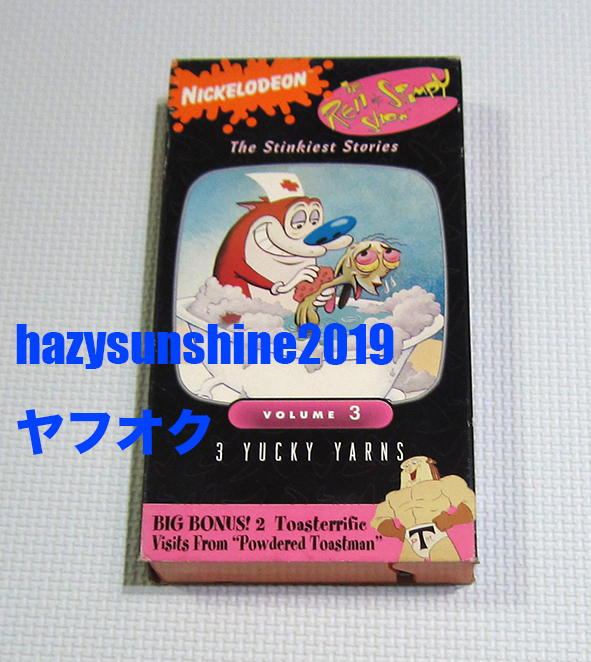 NICKELODEON
The Ren & Stimpy Show
The Stinkiest Stories
hazysunshine2019
VOLUME 3
ヤフオク
3 YUCKY YARNS
BIG BONUS! 2 Toasterrific
Visits From "Powdered Toastman"
T